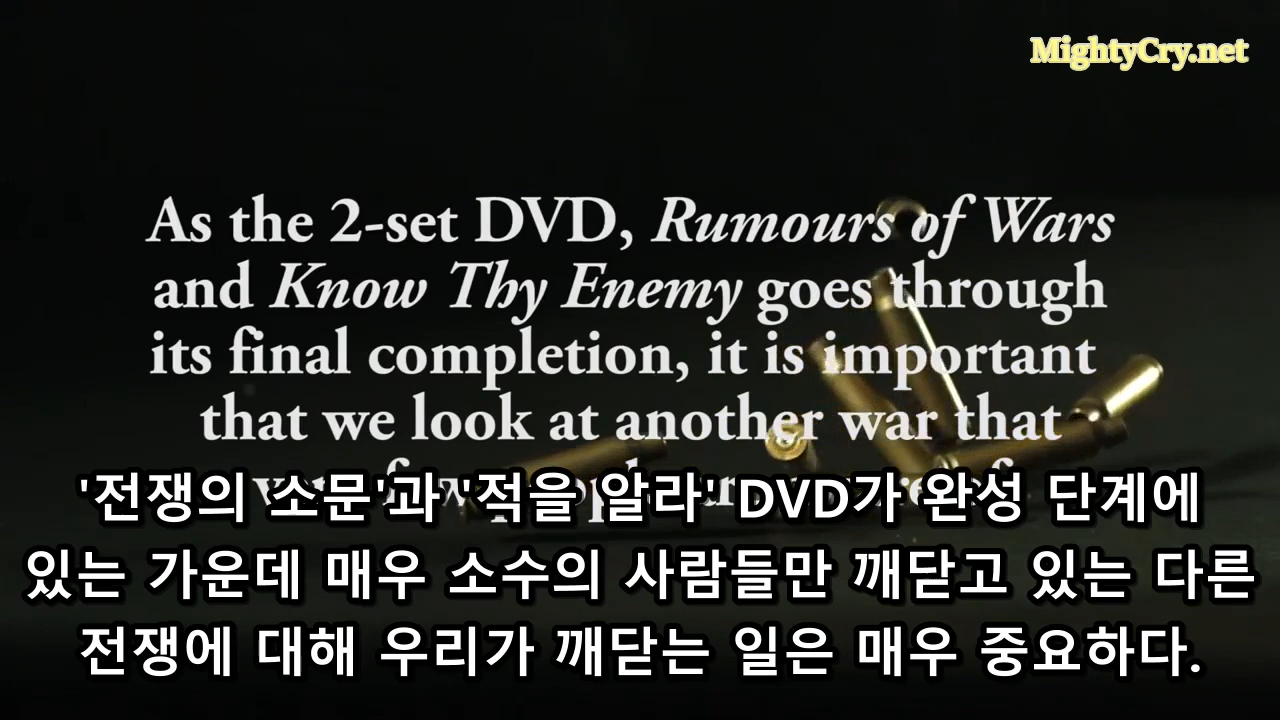 MightyCry.net
As the 2-set DVD, Rumours of Wars
and Know Thy Enemy goes through
its final completion, it is important
that we look at another war that
'전쟁의 소문'과 '적을 알라' DVD가 완성 단계에
있는 가운데 매우 소수의 사람들만 깨닫고 있는 다른
전쟁에 대해 우리가 깨닫는 일은 매우 중요하다.